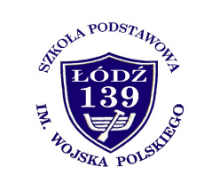 SZKOŁA PODSTAWOWA
ŁÓDŹ
139
IM. WOJSKA POLSKIEGO